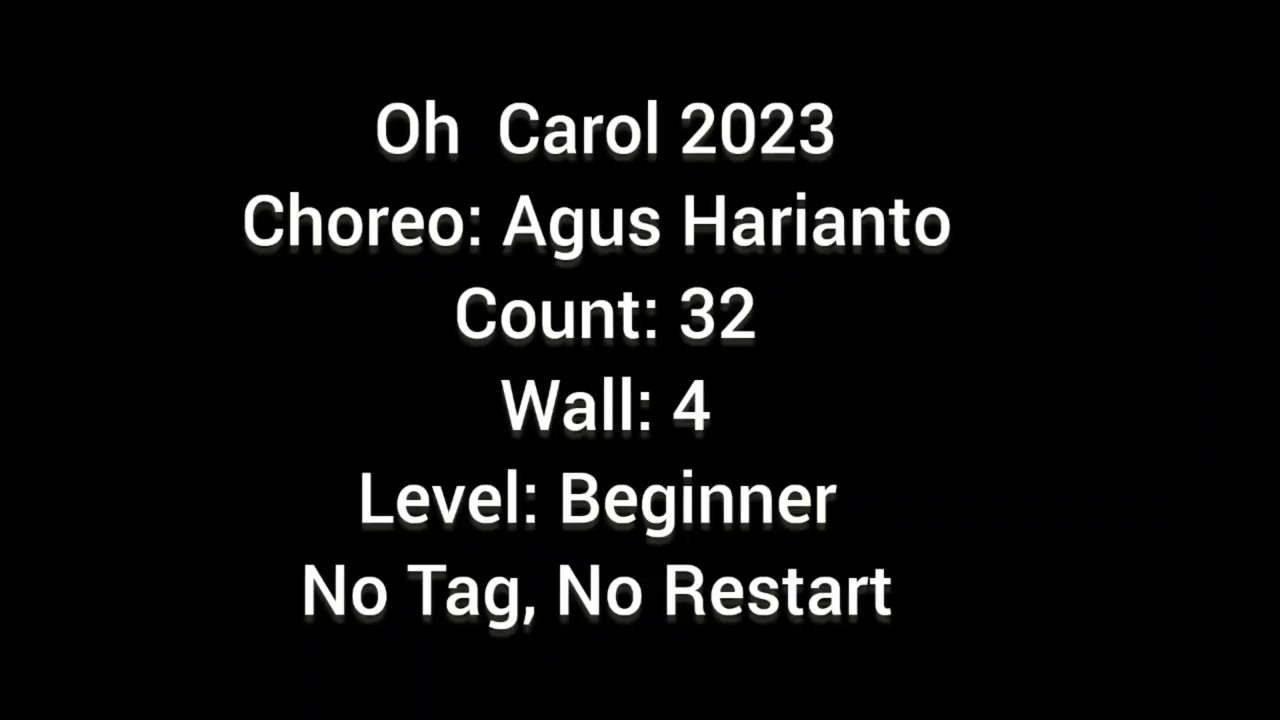 Oh  Carol 2023
Choreo: Agus Harianto
Count: 32
Wall: 4
Level: Beginner
No Tag, No Restart